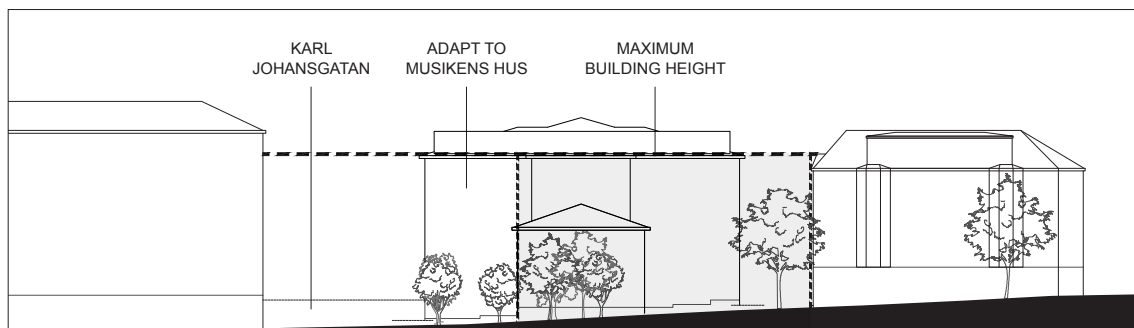 KARL
JOHANSGATAN
ADAPT TO
MUSIKENS HUS
MAXIMUM
BUILDING HEIGHT